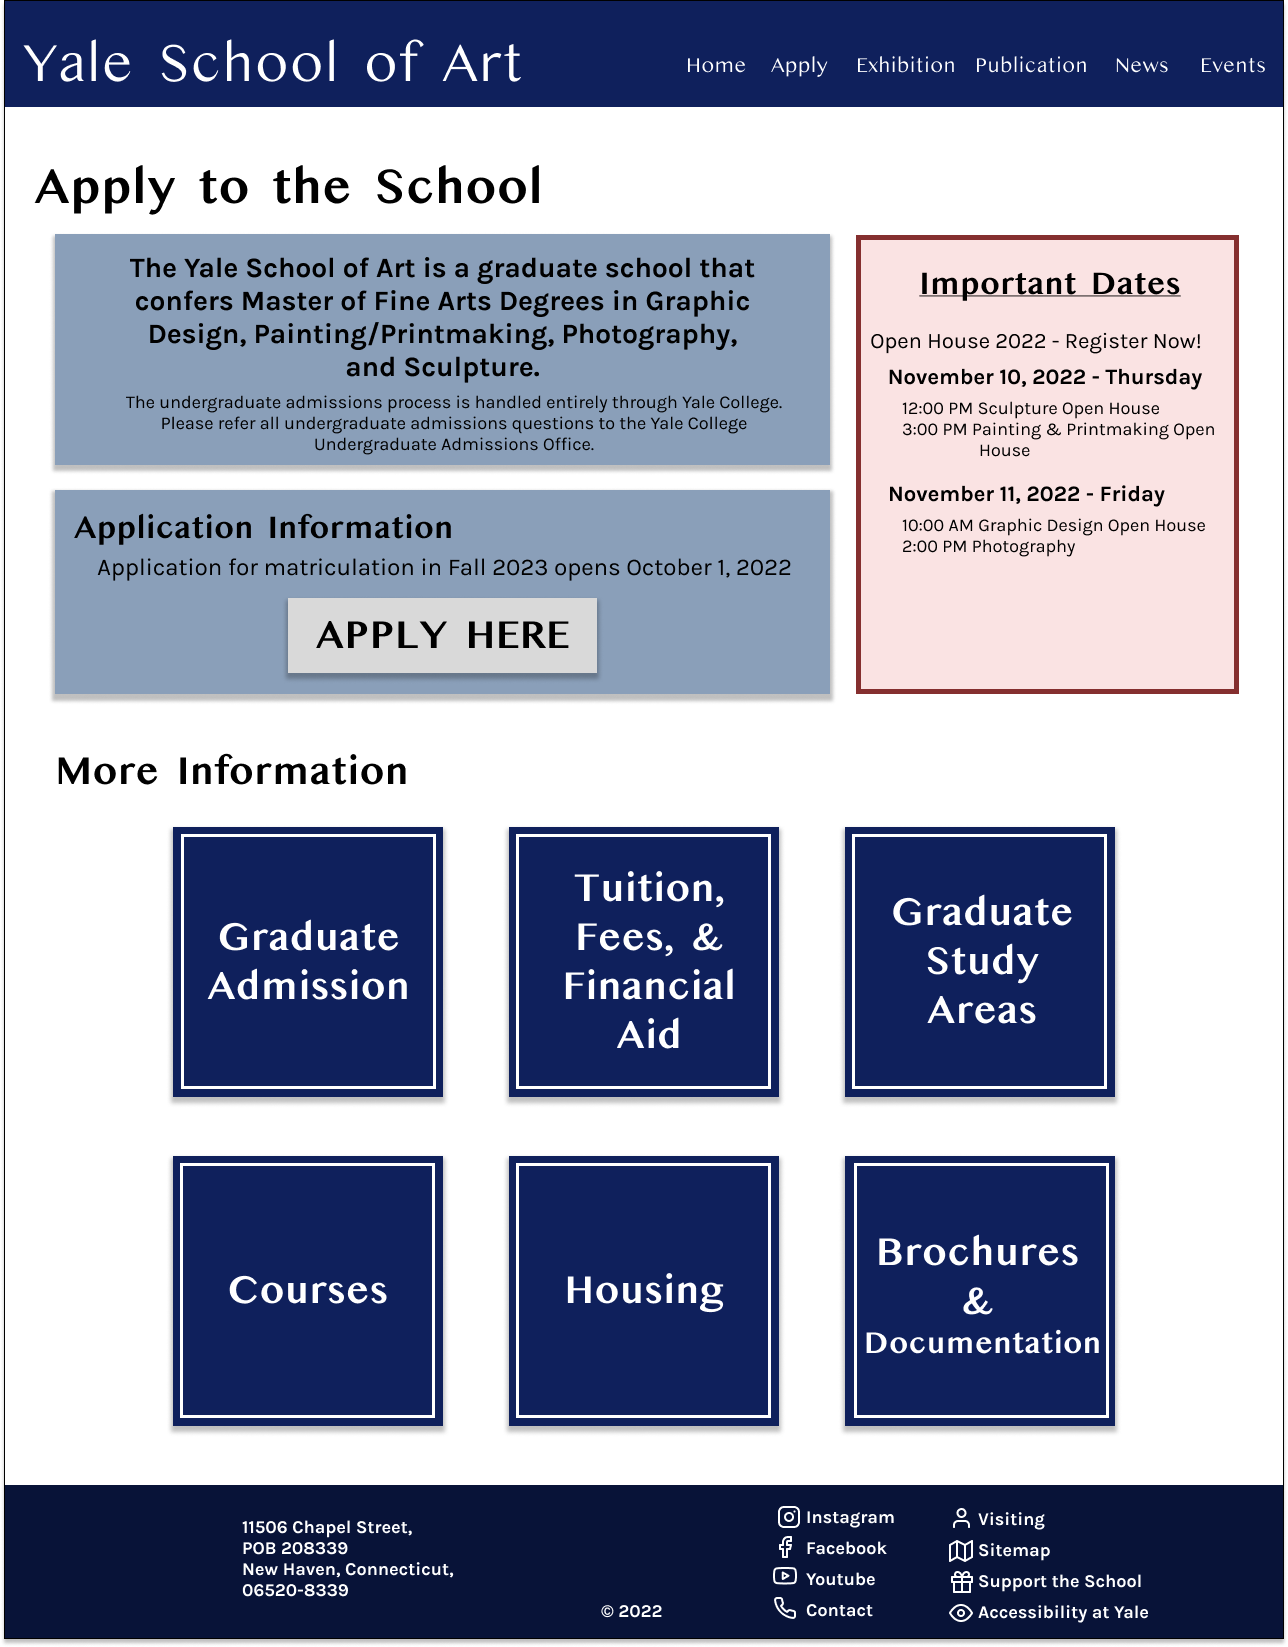 Yale School of Art
Home Apply Exhibition Publication News Events
Apply to the School
The Yale School of Art is a graduate school that
confers Master of Fine Arts Degrees in Graphic
Design, Painting/Printmaking, Photography,
and Sculpture.
The undergraduate admissions process is handled entirely through Yale College.
Please refer all undergraduate admissions questions to the Yale College
Undergraduate Admissions Office.
Application Information
Application for matriculation in Fall 2023 opens October 1, 2022
APPLY HERE
Important Dates
Open House 2022 - Register Now!
November 10, 2022 - Thursday
12:00 PM Sculpture Open House
3:00 PM Painting & Printmaking Open
House
November 11, 2022 - Friday
10:00 AM Graphic Design Open House
2:00 PM Photography
More Information
Graduate
Admission
Tuition,
Fees, &
Financial
Aid
Graduate
Study
Areas
Courses
Housing
Brochures
&
Documentation
11506 Chapel Street,
POB 208339
New Haven, Connecticut,
06520-8339
© 2022
Instagram
Facebook
Youtube
Contact
Visiting
Sitemap
Support the School
Accessibility at Yale